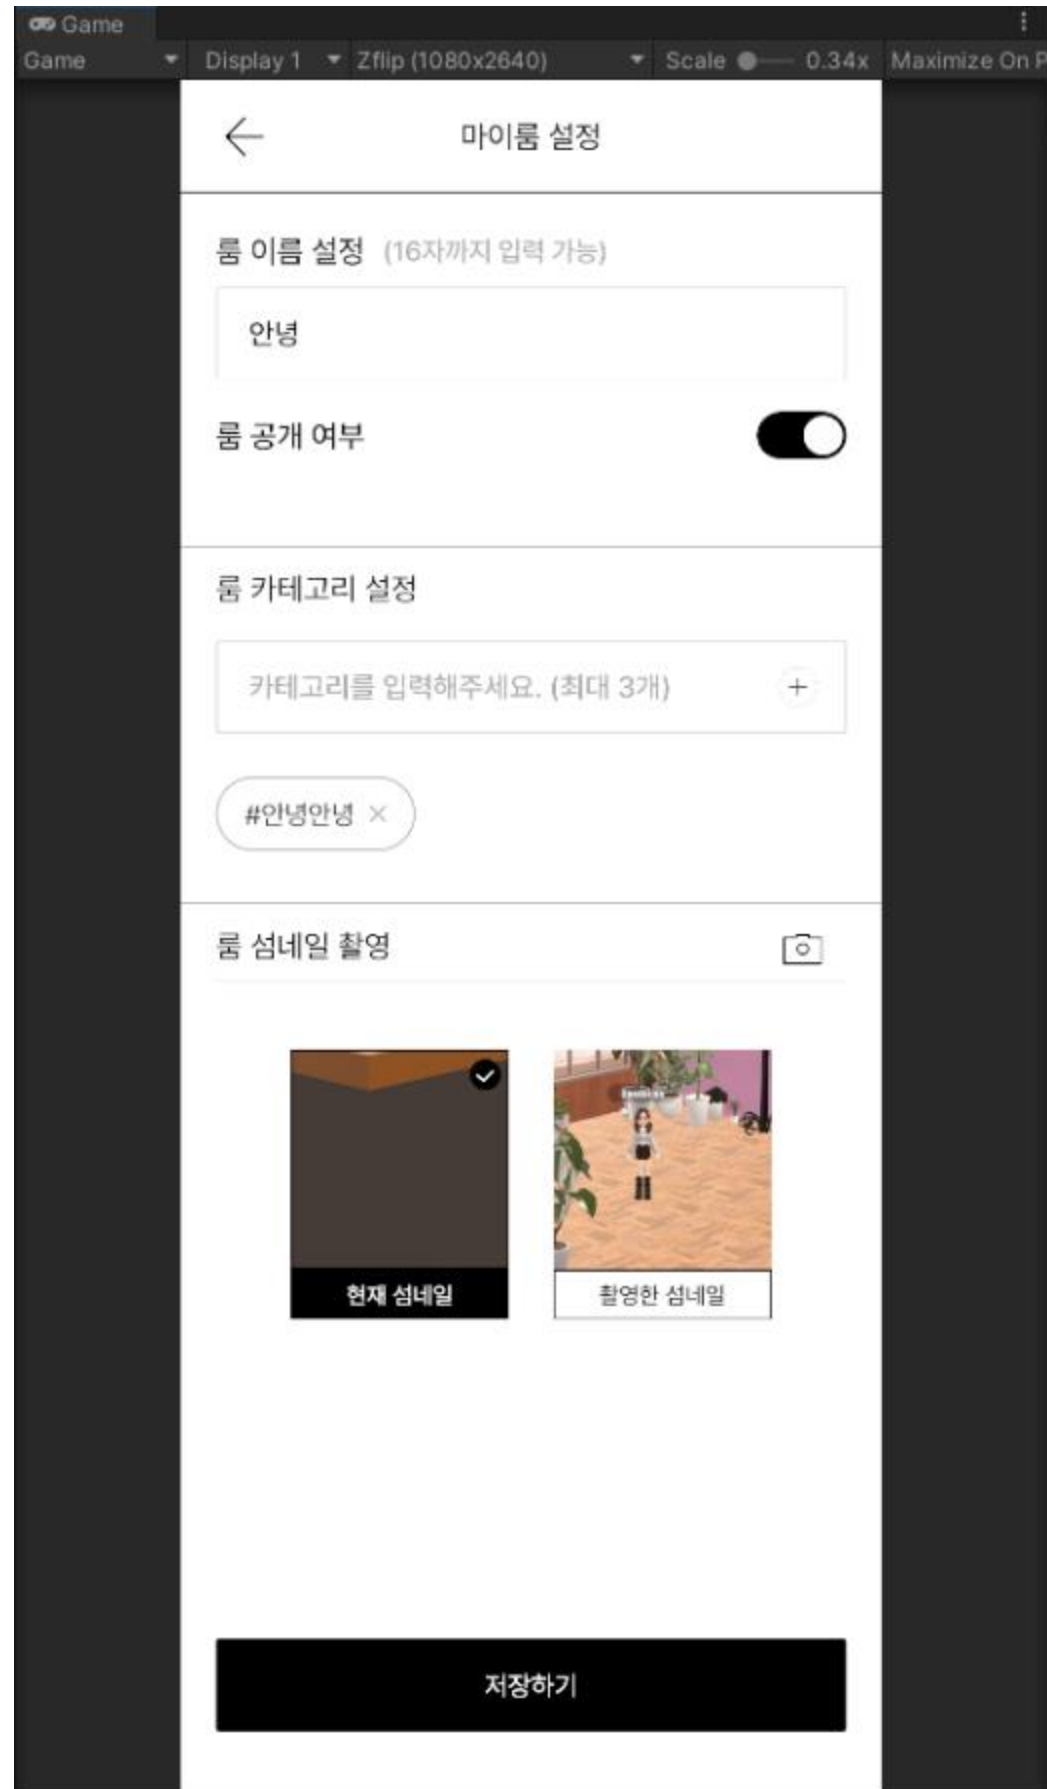 Game
Game Display 1 Zflip (1080x2640) Scale 0.34x Maximize On P
마이룸 설정
룸 이름 설정 (16자까지 입력 가능)
안녕
룸 공개 여부
룸 카테고리 설정
카테고리를 입력해주세요. (최대 3개)
#안녕안녕
룸 섬네일 촬영
현재 섬네일
촬영한 섬네일
저장하기